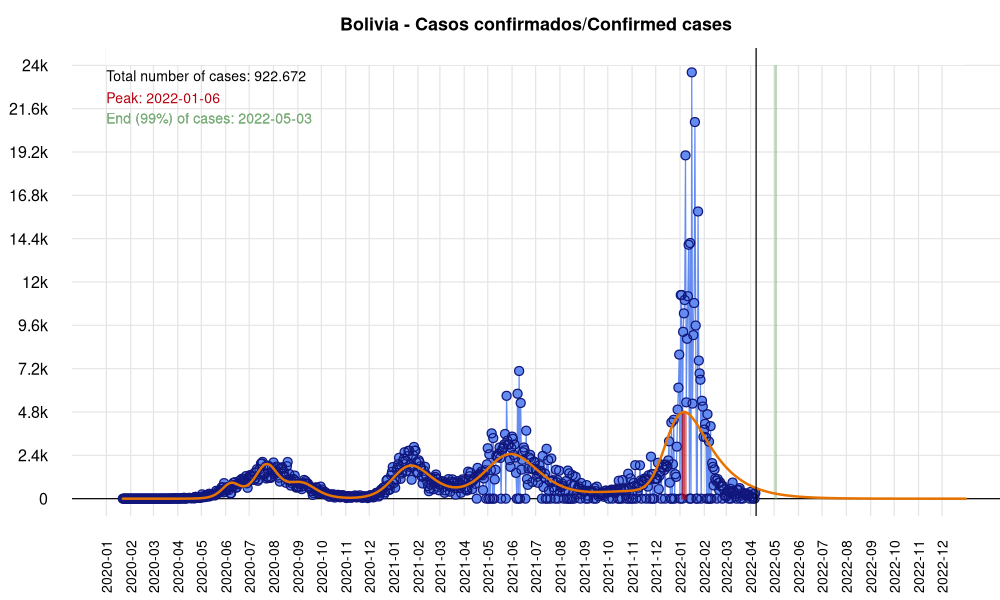 Bolivia - Casos confirmados/Confirmed cases
Total number of cases: 922.672
Peak: 2022-01-06
End (99%) of cases: 2022-05-03
24k
21.6k
19.2k
16.8k
14.4k
12k
9.6k
7.2k
4.8k
2.4k
0
2020-01
2020-02
2020-03
2020-04
2020-05
2020-06
2020-07
2020-08
2020-09
2020-10
2020-11
2020-12
2021-01
2021-02
2021-03
2021-04
2021-05
2021-06
2021-07
2021-08
2021-09
2021-10
2021-11
2021-12
2022-01
2022-02
2022-03
2022-04
2022-05
2022-06
2022-07
2022-08
2022-09
2022-10
2022-11
2022-12